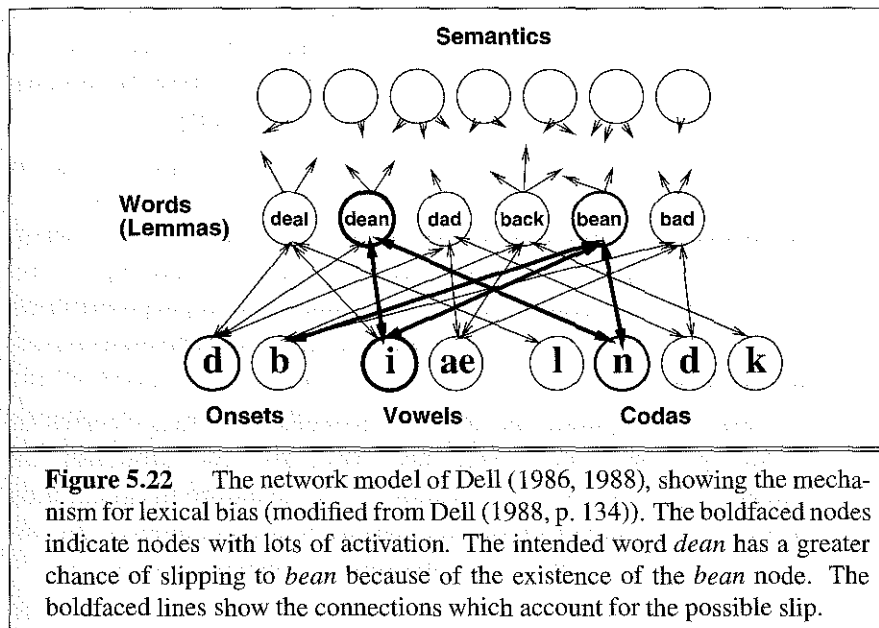 Semantics
Words
(Lemmas)
deal dean dad back bean bad
d b i ae l n d k
Onsets Vowels Codas
Figure 5.22 The network model of Dell (1986, 1988), showing the mecha-
nism for lexical bias (modified from Dell (1988, p. 134)). The boldfaced nodes
indicate nodes with lots of activation. The intended word dean has a greater
chance of slipping to bean because of the existence of the bean node. The
boldfaced lines show the connections which account for the possible slip.